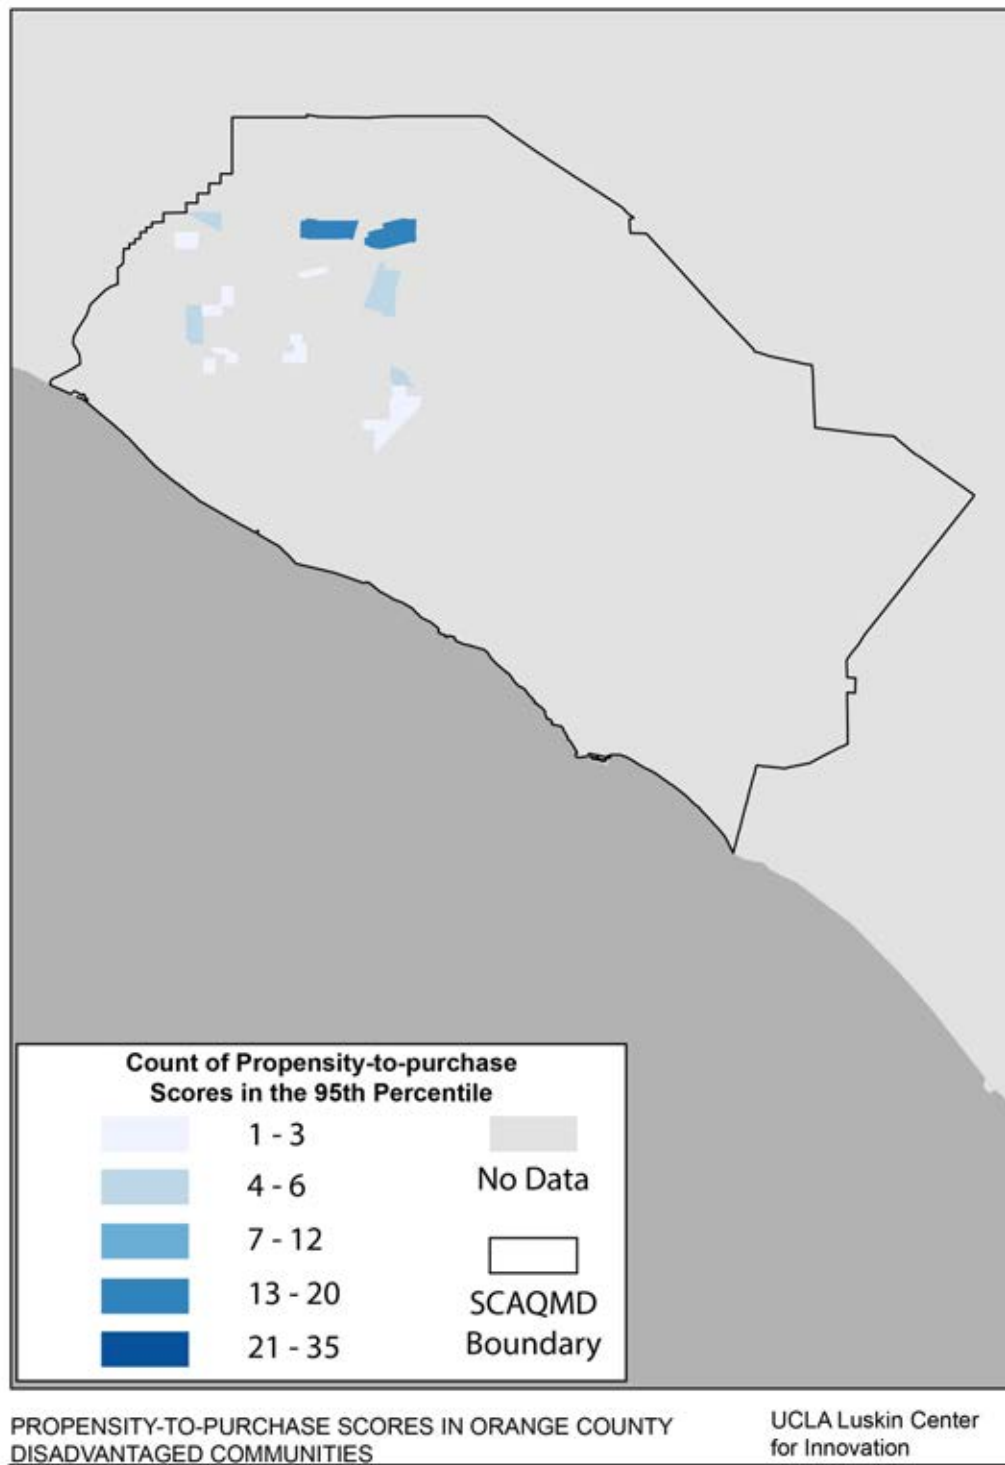 Count of Propensity-to-purchase
Scores in the 95th Percentile
1 - 3
4 - 6
7 - 12
13 - 20
21 - 35
No Data
SCAQMD
Boundary
PROPENSITY-TO-PURCHASE SCORES IN ORANGE COUNTY
DISADVANTAGED COMMUNITIES
UCLA Luskin Center
for Innovation